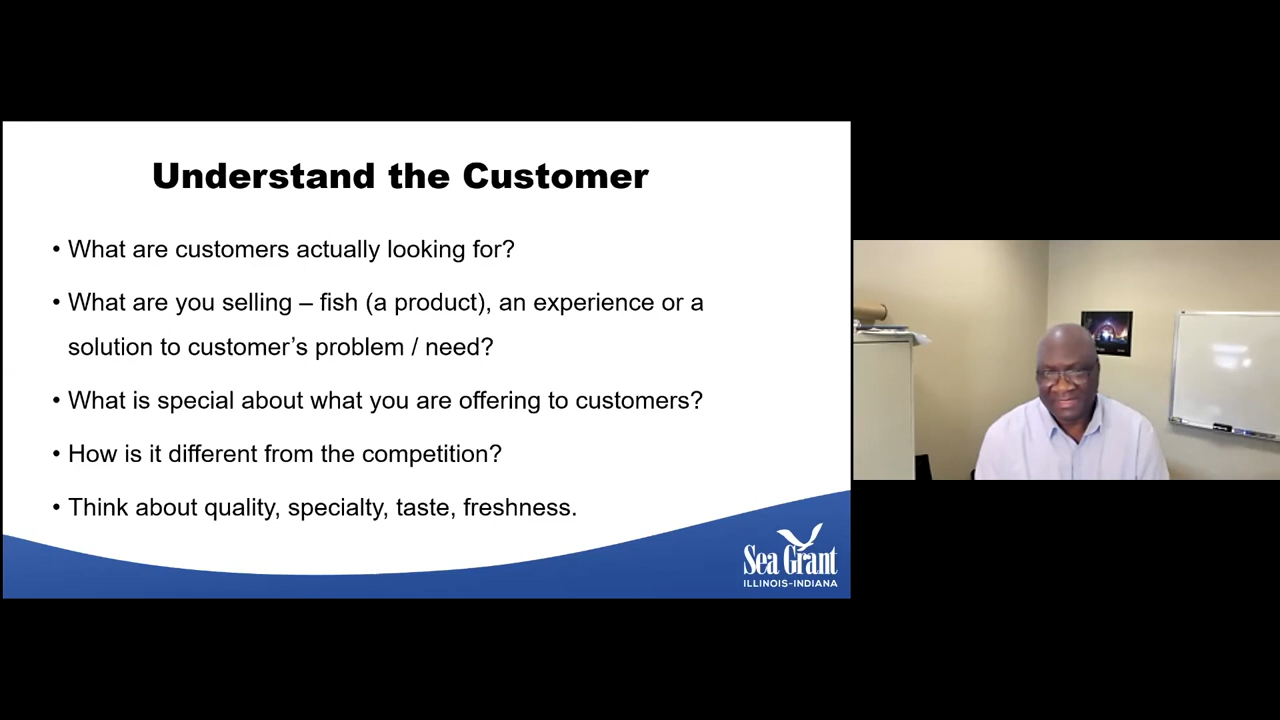 Understand the Customer
• What are customers actually looking for?
• What are you selling – fish (a product), an experience or a
solution to customer’s problem / need?
• What is special about what you are offering to customers?
• How is it different from the competition?
• Think about quality, specialty, taste, freshness.
Sea Grant
ILLINOIS-INDIANA